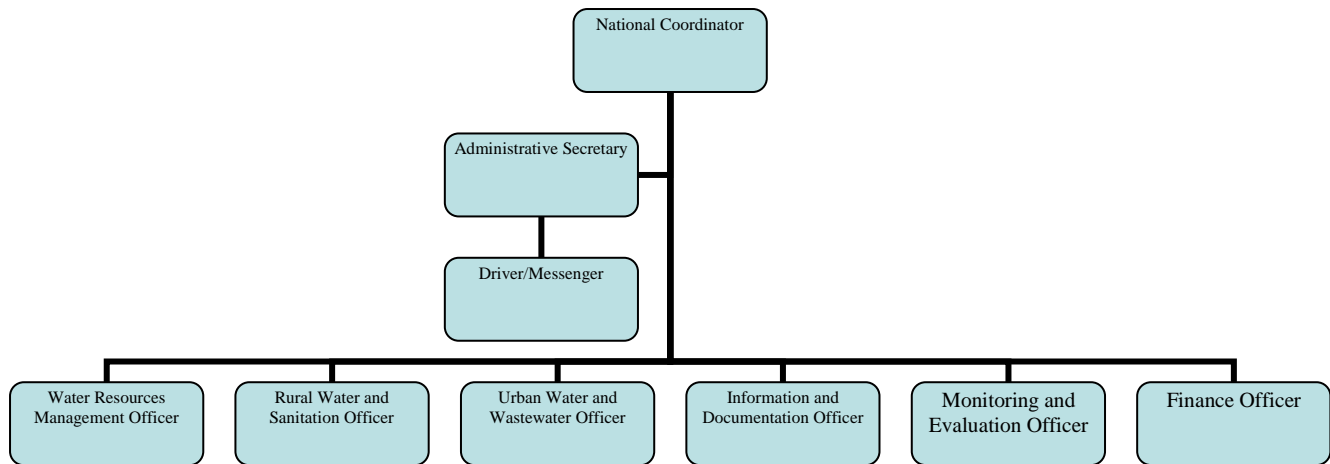 National Coordinator
Administrative Secretary
Driver/Messenger
Water Resources
Management Officer
Rural Water and
Sanitation Officer
Urban Water and
Wastewater Officer
Information and
Documentation Officer
Monitoring and
Evaluation Officer
Finance Officer